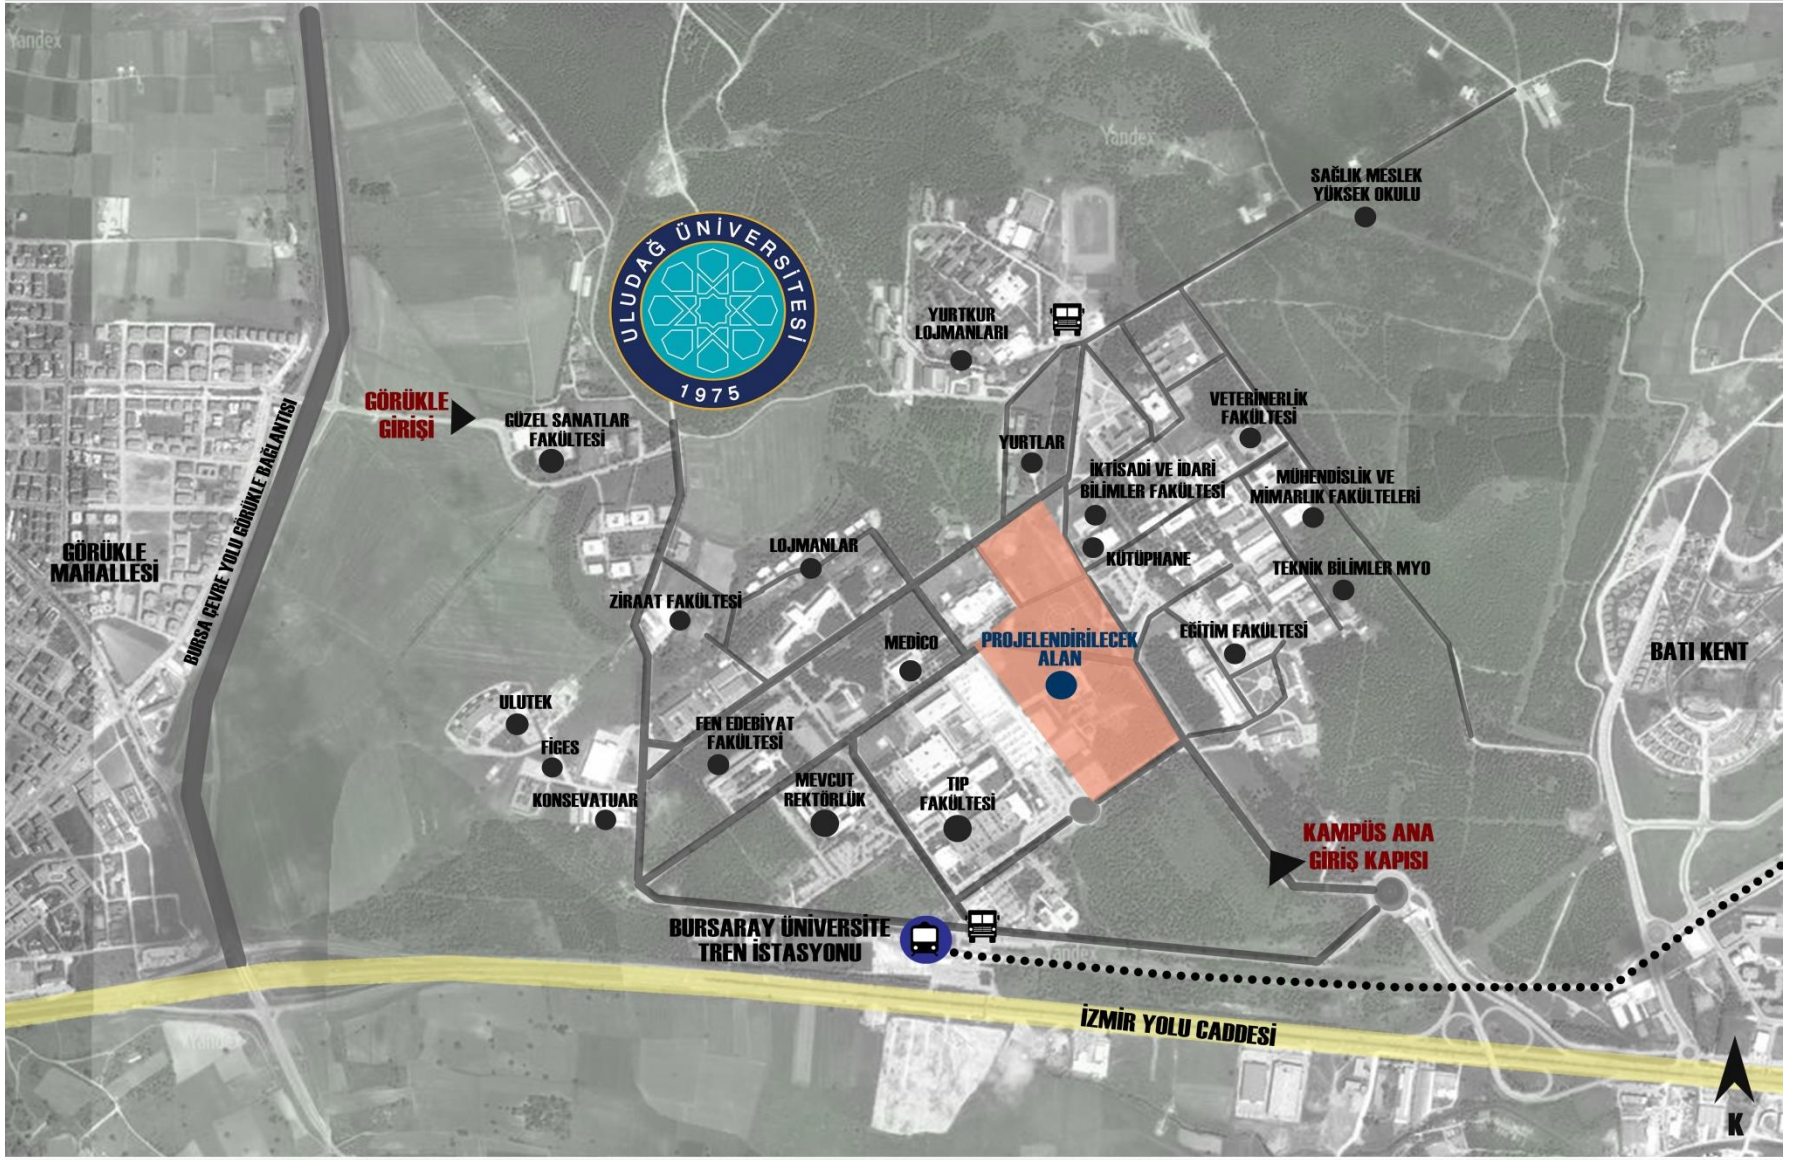 Yandex
Yandex
SAĞLIK MESLEK
YÜKSEK OKULU
ULUDAĞ ÜNİVERSİTESİ
1975
YURTKUR
LOJMANLARI
GÖRÜKLE
GİRİŞİ
GÜZEL SANATLAR
FAKÜLTESİ
VETERİNERLİK
FAKÜLTESİ
YURTLAR
İKTİSADİ VE İDARİ
BİLİMLER FAKÜLTESİ
MÜHENDİSLİK VE
MİMARLIK FAKÜLTELERİ
BURSA ÇEVRE YOLU GÖRÜKLE BAĞLANTISI
GÖRÜKLE
MAHALLESİ
LOJMANLAR
KÜTÜPHANE
TEKNİK BİLİMLER MYO
ZİRAAT FAKÜLTESİ
EĞİTİM FAKÜLTESİ
MEDİCO
PROJELENDİRİLECEK
ALAN
BATI KENT
ULUTEK
FEN EDEBİYAT
FAKÜLTESİ
FİGES
MEVCUT
REKTÖRLÜK
TIP
FAKÜLTESİ
KONSEVATUAR
KAMPÜS ANA
GİRİŞ KAPISI
BURSARAY ÜNİVERSİTE
TREN İSTASYONU
Yandex
İZMİR YOLU CADDESİ
Yandex
K